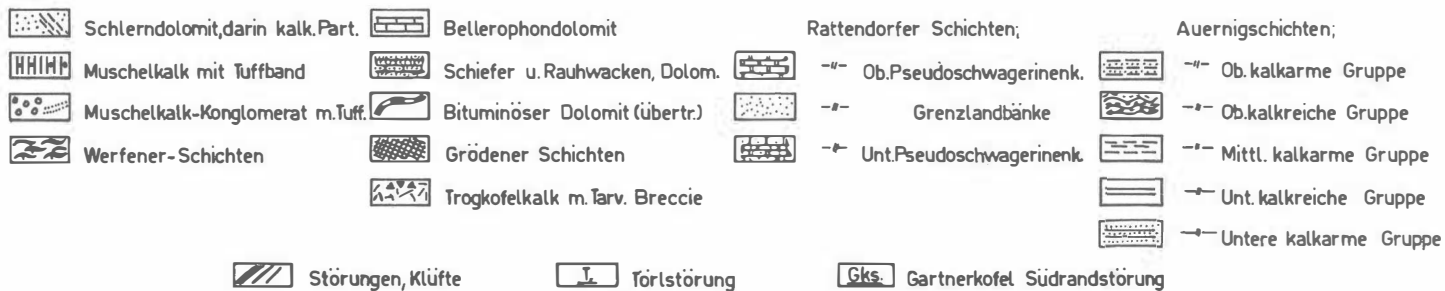 Schlerndolomit,darin kalk.Part.
Muschelkalk mit Tuffband
Muschelkalk-Konglomerat m.Tuff.
Werfener-Schichten
Bellerophondolomit
Schiefer u. Rauhwacken, Dolom.
Bituminöser Dolomit (übertr.)
Grödener Schichten
Trogkofelkalk m. Tarv. Breccie
Rattendorfer Schichten;
-"- Ob.Pseudoschwagerinenk.
-"- Grenzlandbänke
-"- Unt.Pseudoschwagerinenk.
Auernigschichten;
-"- Ob. kalkarme Gruppe
-"- Ob.kalkreiche Gruppe
-"- Mittl. kalkarme Gruppe
-"- Unt. kalkreiche Gruppe
-"- Untere kalkarme Gruppe
Störungen, Klüfte
T. Törlstörung
Gks. Gartnerkofel Südrandstörung